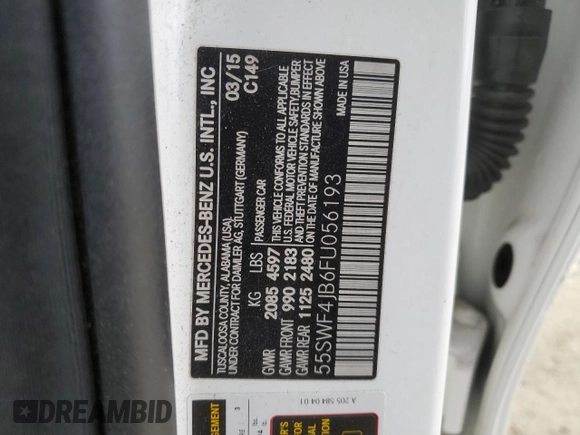 MFD BY MERCEDES-BENZ U.S. INTL., INC
TUSCALOOSA COUNTY, ALABAMA (USA)
UNDER CONTRACT FOR DAIMLER AG, STUTTGART (GERMANY)
03/15
C149
KG LBS PASSENGER CAR
GVWR 2085 4597
GAWR FRONT 990 2183
GAWR REAR 1125 2480
THIS VEHICLE CONFORMS TO ALL APPLICABLE
U.S. FEDERAL MOTOR VEHICLE SAFETY, BUMPER
AND THEFT PREVENTION STANDARDS IN EFFECT
ON THE DATE OF MANUFACTURE SHOWN ABOVE
55SWF4JB6FU056193
MADE IN USA
A 205 584 04 01
DREAMBID